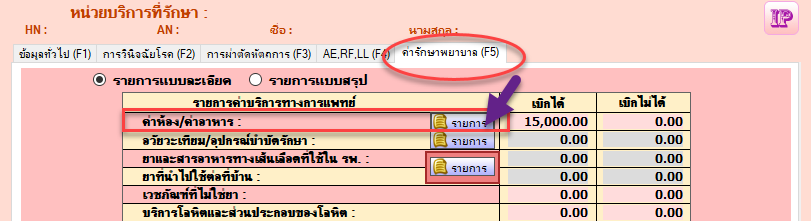 หน่วยบริการที่รักษา :
IP
HN : AN : ชื่อ : นามสกุล :
ข้อมูลทั่วไป (F1) การวินิจฉัยโรค (F2) การผ่าตัดหัตถการ (F3) AE,RF,LL (F4) ค่ารักษาพยาบาล (F5)
รายการแบบละเอียด รายการแบบสรุป
รายการค่าบริการทางการแพทย์ เบิกได้ เบิกไม่ได้
ค่าห้อง/ค่าอาหาร : รายการ 15,000.00 0.00
อวัยวะเทียม/อุปกรณ์บำบัดรักษา : รายการ 0.00 0.00
ยาและสารอาหารทางเส้นเลือดที่ใช้ใน รพ. : รายการ 0.00 0.00
ยาที่นำไปใช้ต่อที่บ้าน : 0.00 0.00
เวชภัณฑ์ที่ไม่ใช่ยา : 0.00 0.00
บริการโลหิตและส่วนประกอบของโลหิต : 0.00 0.00